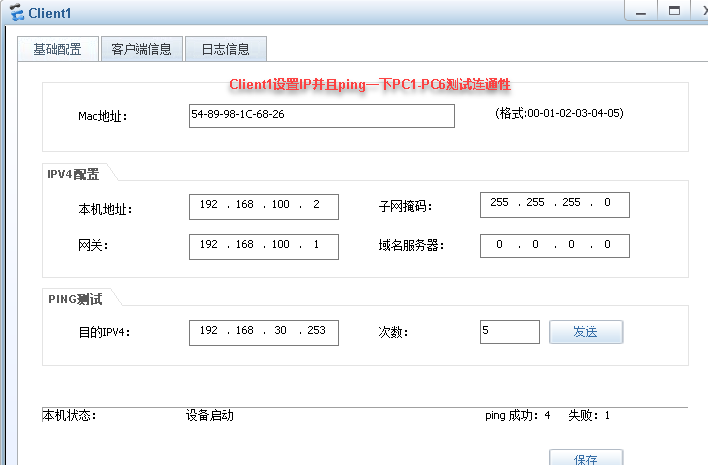 Client1
基础配置 客户端信息 日志信息
Client1设置IP并且ping一下PC1-PC6测试连通性
Mac地址: 54-89-98-1C-68-26 (格式:00-01-02-03-04-05)
IPV4配置
本机地址: 192 . 168 . 100 . 2 子网掩码: 255 . 255 . 255 . 0
网关: 192 . 168 . 100 . 1 域名服务器: 0 . 0 . 0 . 0
PING测试
目的IPV4: 192 . 168 . 30 . 253 次数: 5 发送
本机状态: 设备启动 ping 成功: 4 失败: 1
保存